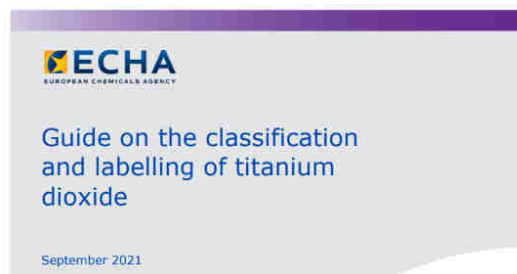 ECHA
EUROPEAN CHEMICALS AGENCY
Guide on the classification
and labelling of titanium
dioxide
September 2021